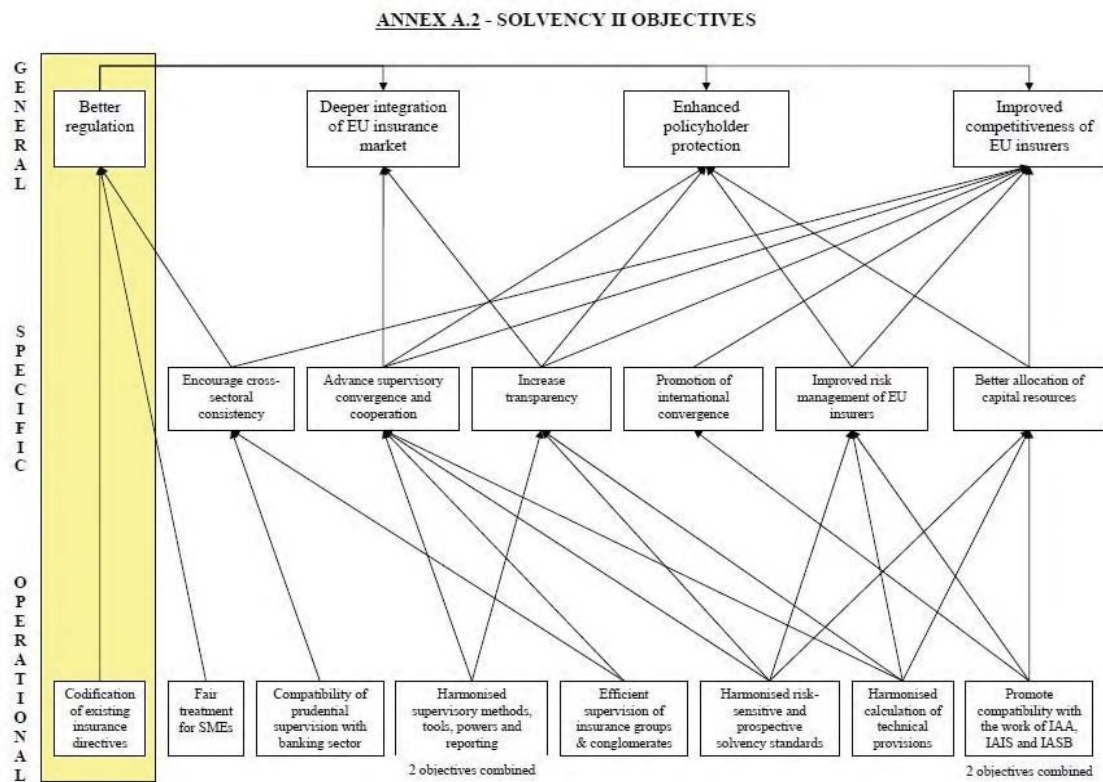 ANNEX A.2 - SOLVENCY II OBJECTIVES
GENERAL
Better
regulation
Deeper integration
of EU insurance
market
Enhanced
policyholder
protection
Improved
competitiveness of
EU insurers
SPECIFIC
Encourage cross-
sectoral
consistency
Advance supervisory
convergence and
cooperation
Increase
transparency
Promotion of
international
convergence
Improved risk
management of EU
insurers
Better allocation of
capital resources
OPERATIONAL
Codification
of existing
insurance
directives
Fair
treatment
for SMEs
Compatibility of
prudential
supervision with
banking sector
Harmonised
supervisory methods,
tools, powers and
reporting
2 objectives combined
Efficient
supervision of
insurance groups
& conglomerates
Harmonised risk-
sensitive and
prospective
solvency standards
Harmonised
calculation of
technical
provisions
Promote
compatibility with
the work of IAA,
IAIS and IASB
2 objectives combined